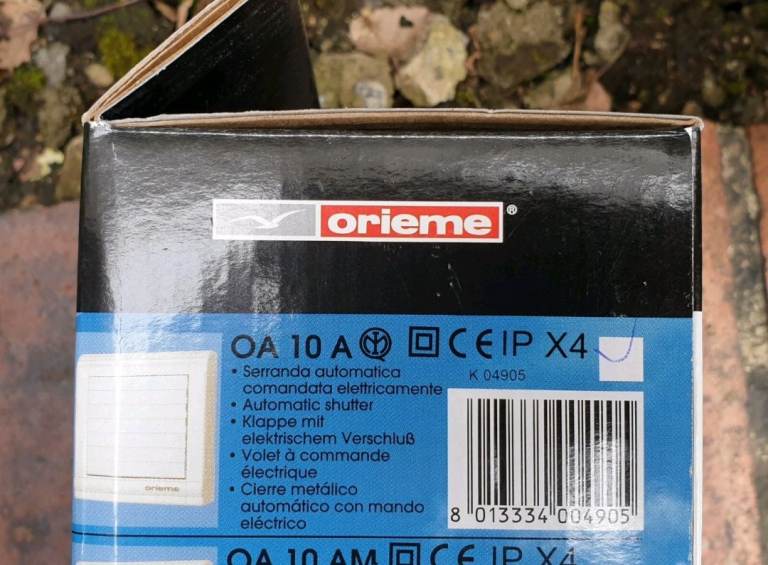 orieme®
OA 10 A CE IP X4
K 04905
• Serranda automatica
comandata elettricamente
• Automatic shutter
• Klappe mit
elektrischem Verschluß
• Volet à commande
électrique
• Cierre metálico
automático con mando
eléctrico
orieme
8 013334 004905
OA 10 AM CE IP X4